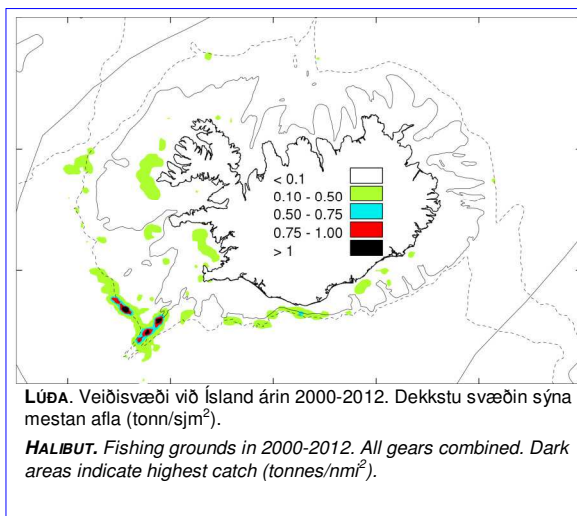 < 0.1
0.10 - 0.50
0.50 - 0.75
0.75 - 1.00
> 1
LÚÐA. Veiðisvæði við Ísland árin 2000-2012. Dekkstu svæðin sýna
mestan afla (tonn/sjm²).
HALIBUT. Fishing grounds in 2000-2012. All gears combined. Dark
areas indicate highest catch (tonnes/nmi²).